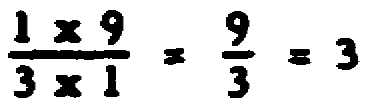 1 x 9 / 3 x 1 = 9 / 3 = 3